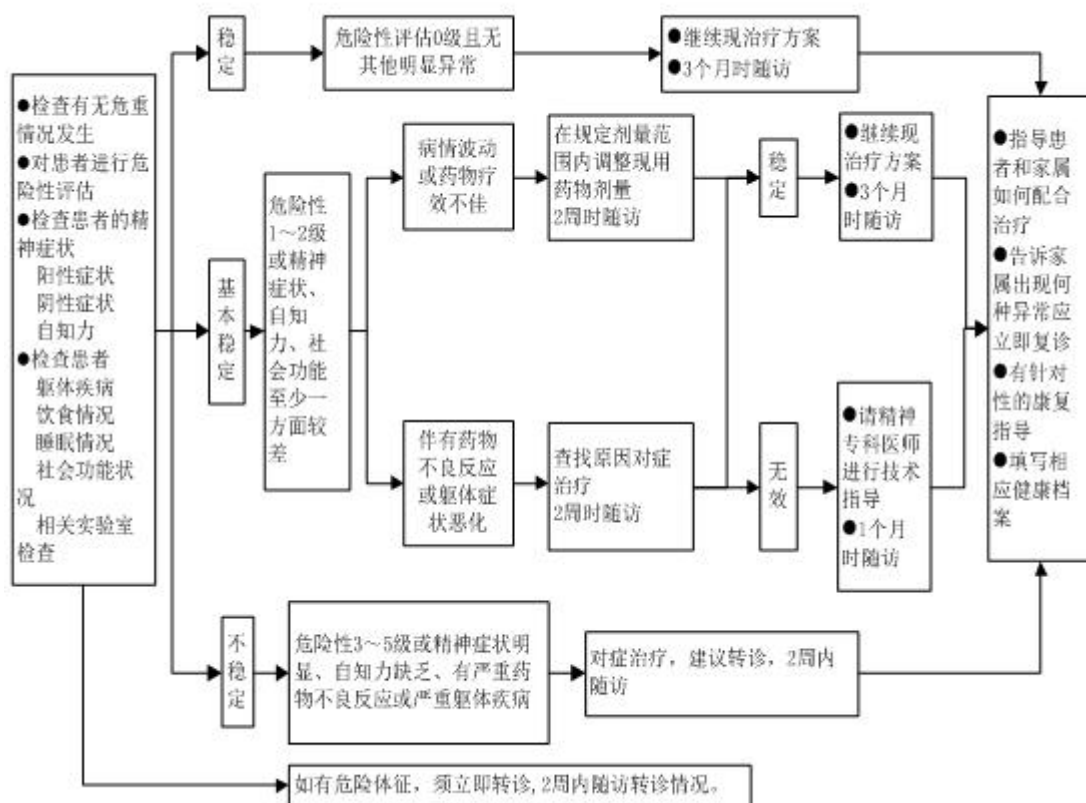 ●检查有无危重
情况发生
●对患者进行危
险性评估
●检查患者的精
神症状
阳性症状
阴性症状
自知力
●检查患者
躯体疾病
饮食情况
睡眠情况
社会功能状
况
相关实验室
检查
稳
定
危险性评估0级且无
其他明显异常
●继续现治疗方案
●3个月时随访
基
本
稳
定
危险性
1～2级
或精神
症状、
自知
力、社
会功能
至少一
方面较
差
病情波动
或药物疗
效不佳
在规定剂量范
围内调整现用
药物剂量
2周时随访
伴有药物
不良反应
或躯体症
状恶化
查找原因对症
治疗
2周时随访
稳
定
●继续现
治疗方案
●3个月
时随访
无
效
●请精神
专科医师
进行技术
指导
●1个月
时随访
不
稳
定
危险性3～5级或精神症状明
显、自知力缺乏、有严重药
物不良反应或严重躯体疾病
对症治疗，建议转诊，2周内
随访
如有危险体征，须立即转诊,2周内随访转诊情况。
●指导患
者和家属
如何配合
治疗
●告诉家
属出现何
种异常应
立即复诊
●有针对
性的康复
指导
●填写相
应健康档
案